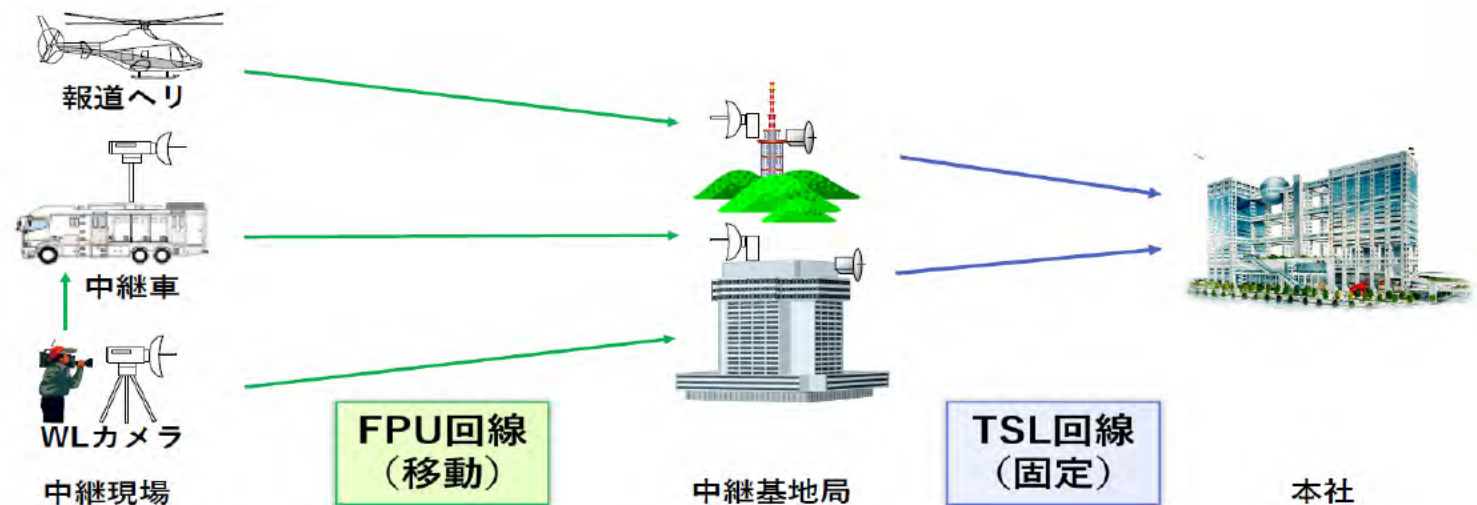 報道ヘリ
中継車
WLカメラ
中継現場
FPU回線
（移動）
中継基地局
TSL回線
（固定）
本社